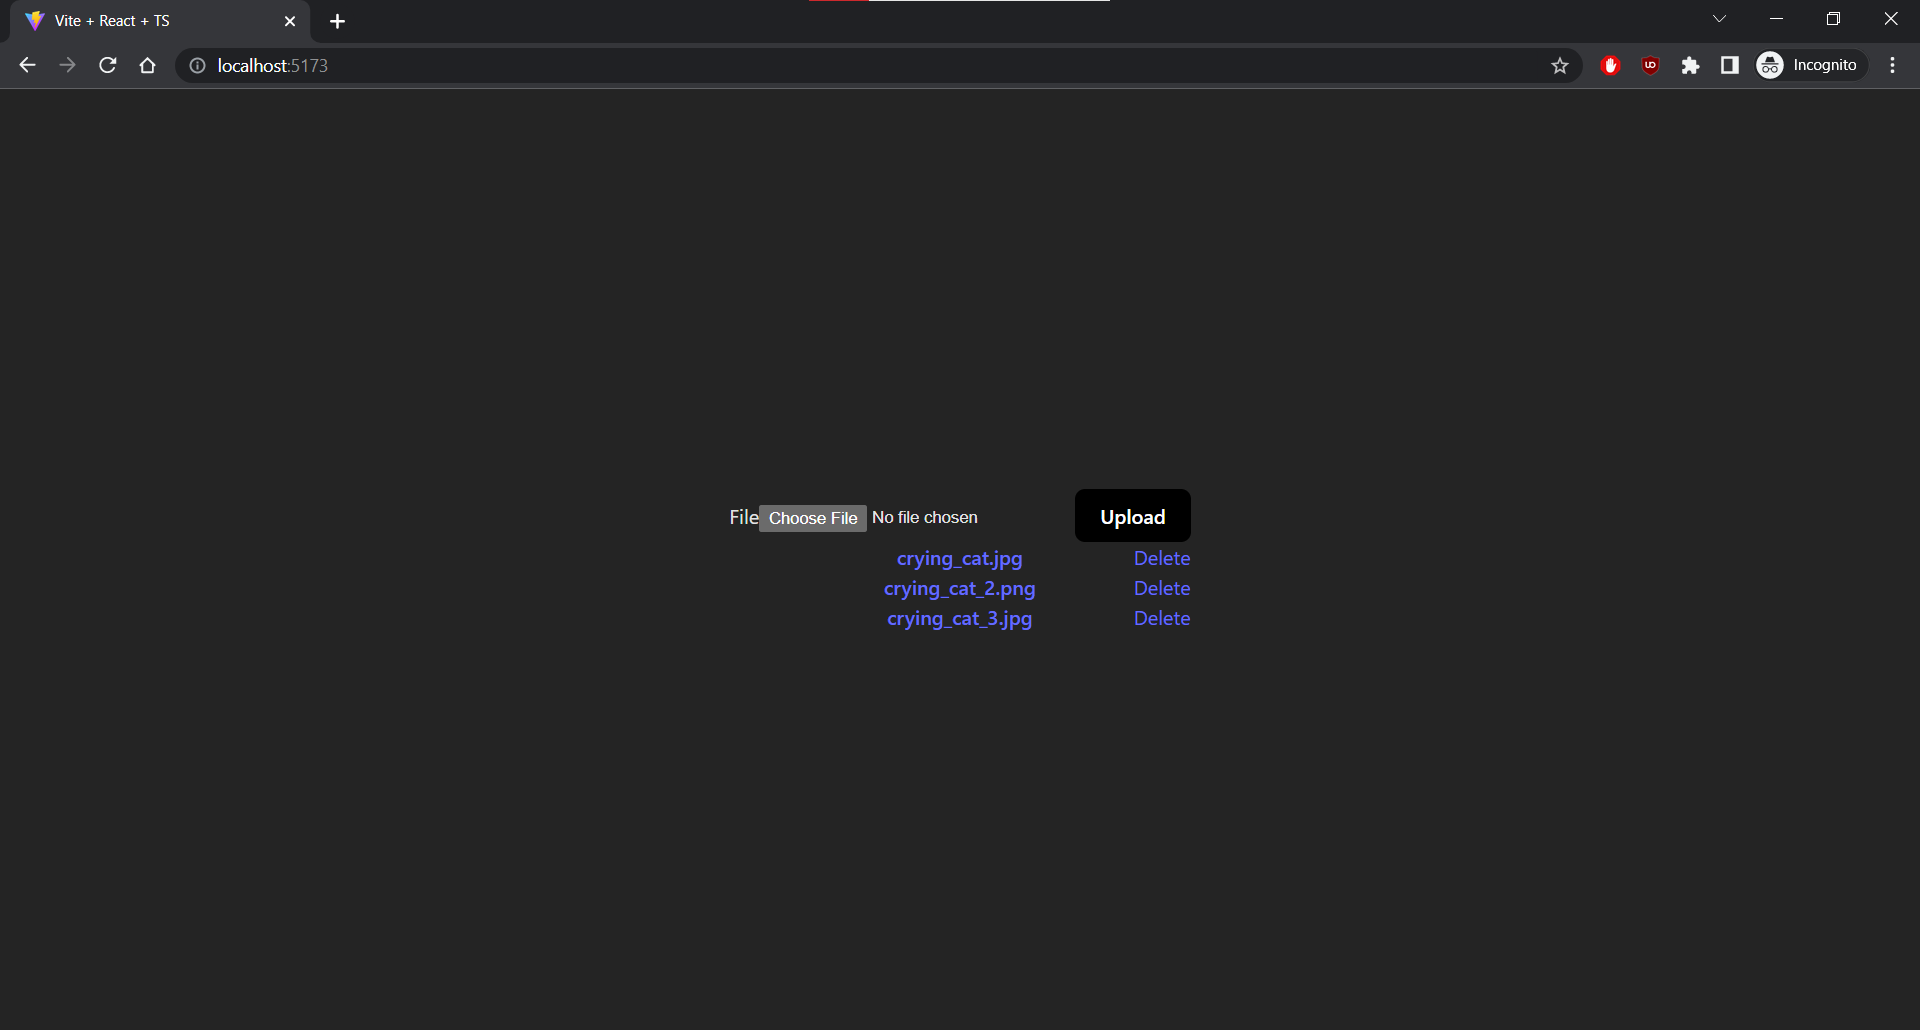 Vite + React + TS
localhost:5173
UO
Incognito
File Choose File No file chosen Upload
crying_cat.jpg Delete
crying_cat_2.png Delete
crying_cat_3.jpg Delete